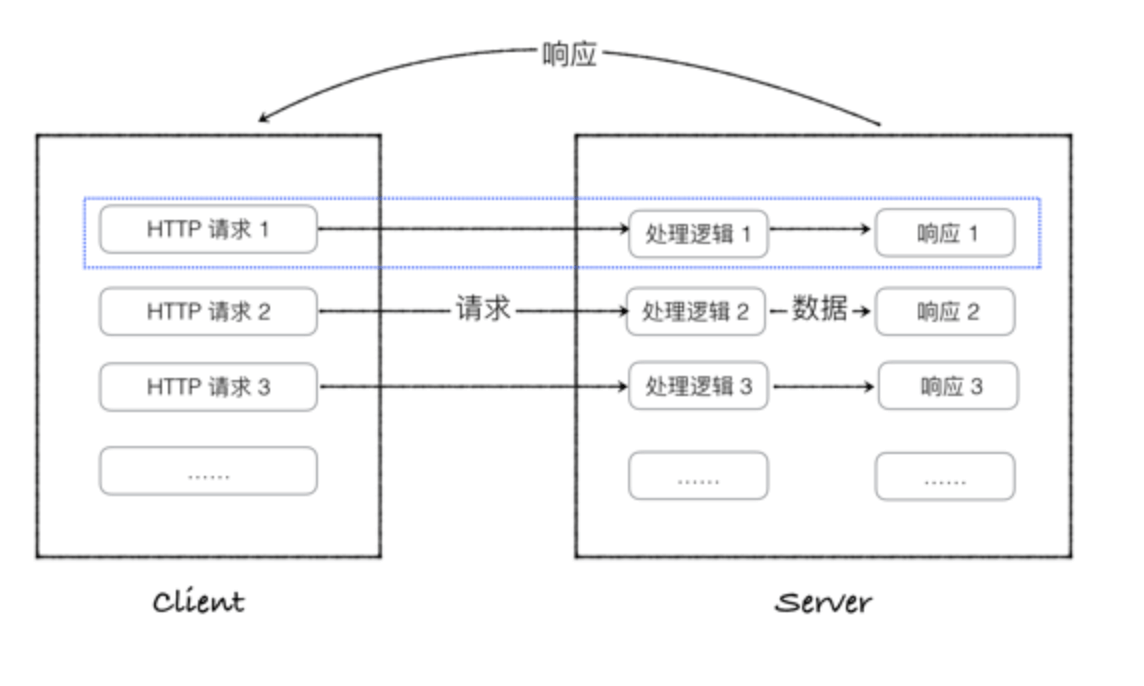 响应
HTTP 请求 1
处理逻辑 1
响应 1
HTTP 请求 2
请求
处理逻辑 2
数据
响应 2
HTTP 请求 3
处理逻辑 3
响应 3
......
......
......
Client
Server